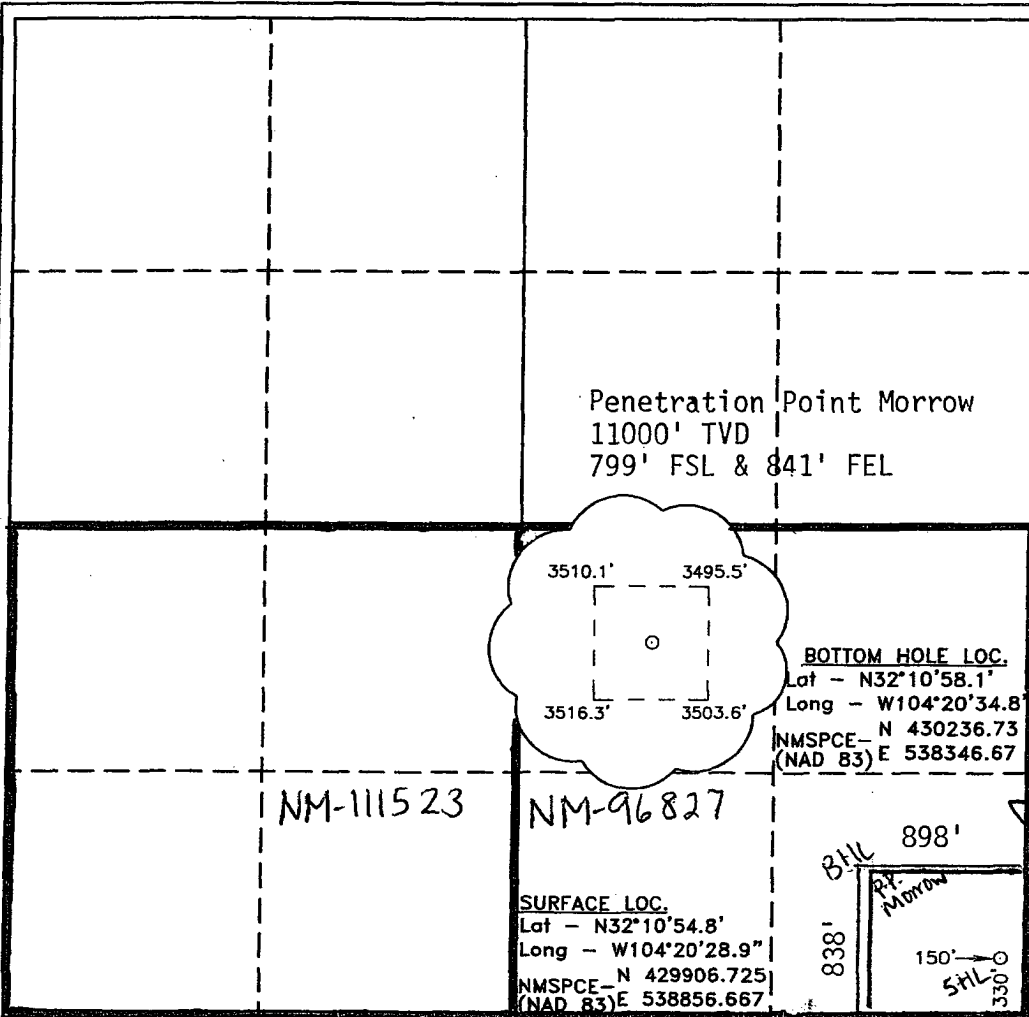 Penetration Point Morrow
11000' TVD
799' FSL & 841' FEL
3510.1' 3495.5'
3516.3' 3503.6'
BOTTOM HOLE LOC.
Lat – N32°10'58.1'
Long – W104°20'34.8'
NMSPCE– N 430236.73
(NAD 83) E 538346.67
NM-111523 NM-96827
898'
BHL
P.P.
Morrow
838'
150'
SHL
330'
SURFACE LOC.
Lat – N32°10'54.8'
Long – W104°20'28.9"
NMSPCE– N 429906.725
(NAD 83) E 538856.667